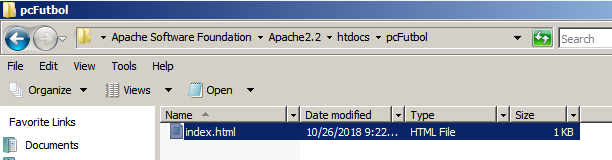 pcFutbol
Apache Software Foundation Apache2.2 htdocs pcFutbol Search
File Edit View Tools Help
Organize Views Open
Favorite Links Name Date modified Type Size
index.html 10/26/2018 9:22... HTML File 1 KB
Documents